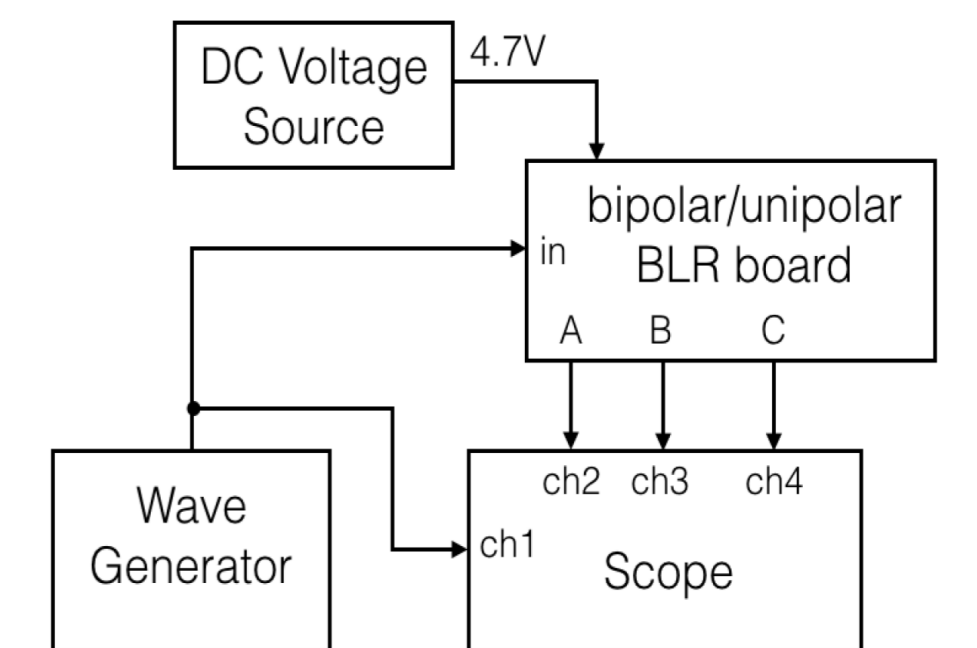 DC Voltage
Source
4.7V
bipolar/unipolar
BLR board
in
A B C
ch2 ch3 ch4
ch1
Scope
Wave
Generator